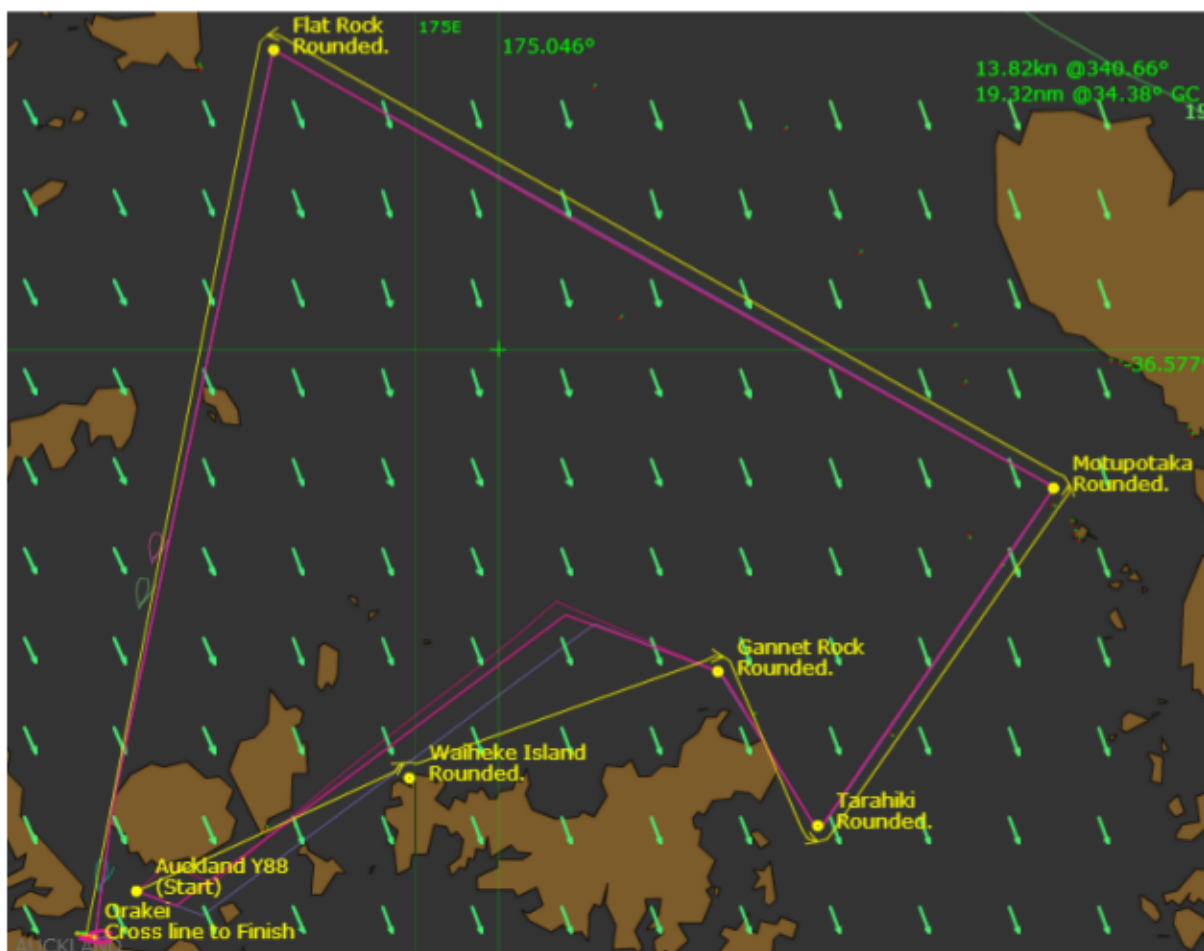 Flat Rock
Rounded.
175E
175.046°
13.82kn @340.66°
19.32nm @34.38° GC
-36.577°
Motupotaka
Rounded.
Gannet Rock
Rounded.
Waiheke Island
Rounded.
Tarahiki
Rounded.
Auckland Y88
(Start)
Orakei
Cross line to Finish
AUCKLAND